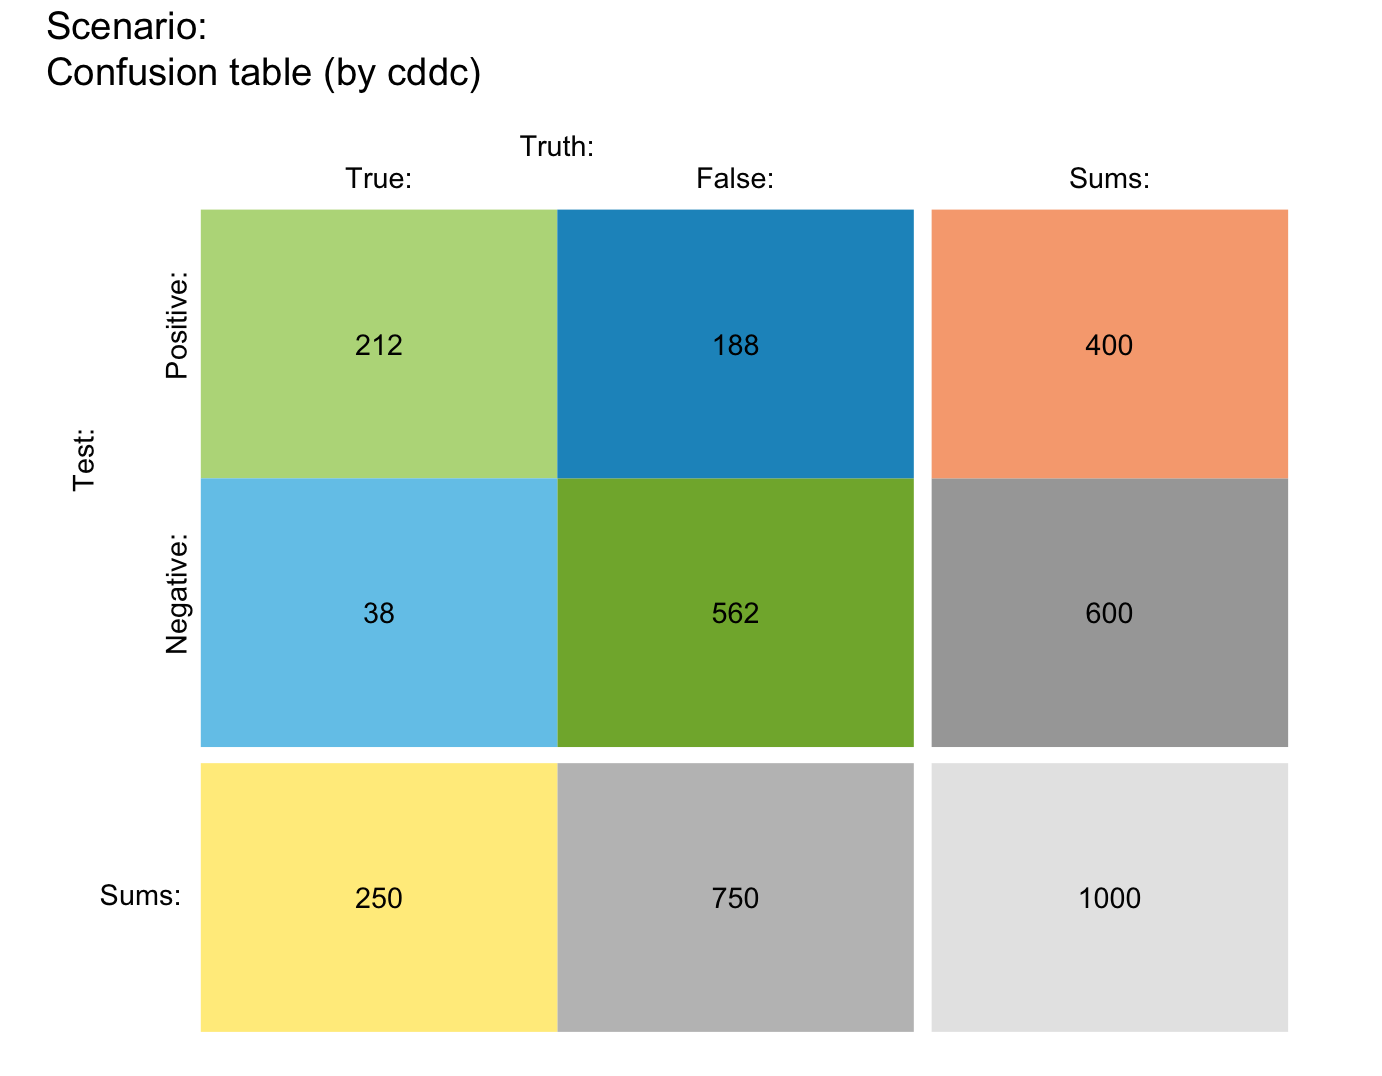 Scenario:
Confusion table (by cddc)
Truth:
True: False: Sums:
Test:
Positive:
212 188 400
Negative:
38 562 600
Sums: 250 750 1000